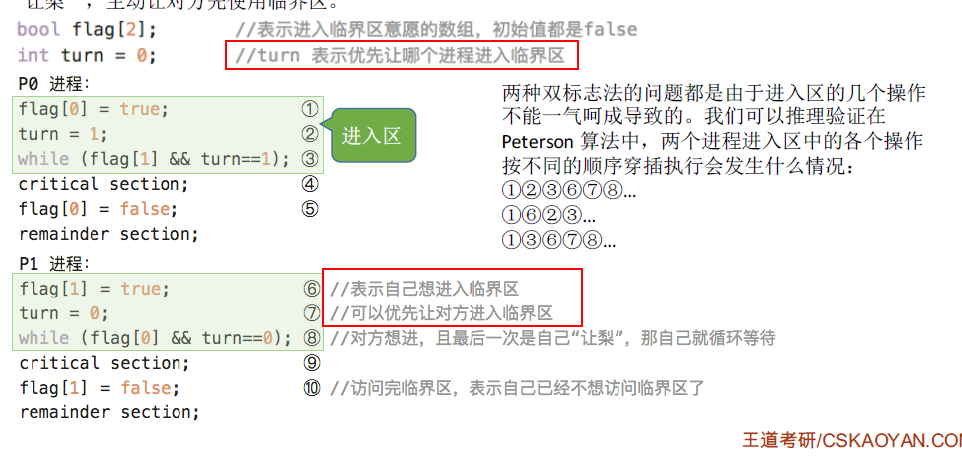 “让梨”，主动让对方先使用临界区。
bool flag[2]; //表示进入临界区意愿的数组，初始值都是false
int turn = 0; //turn 表示优先让哪个进程进入临界区
P0 进程：
flag[0] = true; ①
turn = 1; ②
while (flag[1] && turn==1); ③
critical section; ④
flag[0] = false; ⑤
remainder section;
进入区
两种双标志法的问题都是由于进入区的几个操作
不能一气呵成导致的。我们可以推理验证在
Peterson 算法中，两个进程进入区中的各个操作
按不同的顺序穿插执行会发生什么情况：
①②③⑥⑦⑧...
①⑥②③...
①③⑥⑦⑧...
P1 进程：
flag[1] = true; ⑥ //表示自己想进入临界区
turn = 0; ⑦ //可以优先让对方进入临界区
while (flag[0] && turn==0); ⑧ //对方想进，且最后一次是自己“让梨”，那自己就循环等待
critical section; ⑨
flag[1] = false; ⑩ //访问完临界区，表示自己已经不想访问临界区了
remainder section;
王道考研/CSKAOYAN.COM